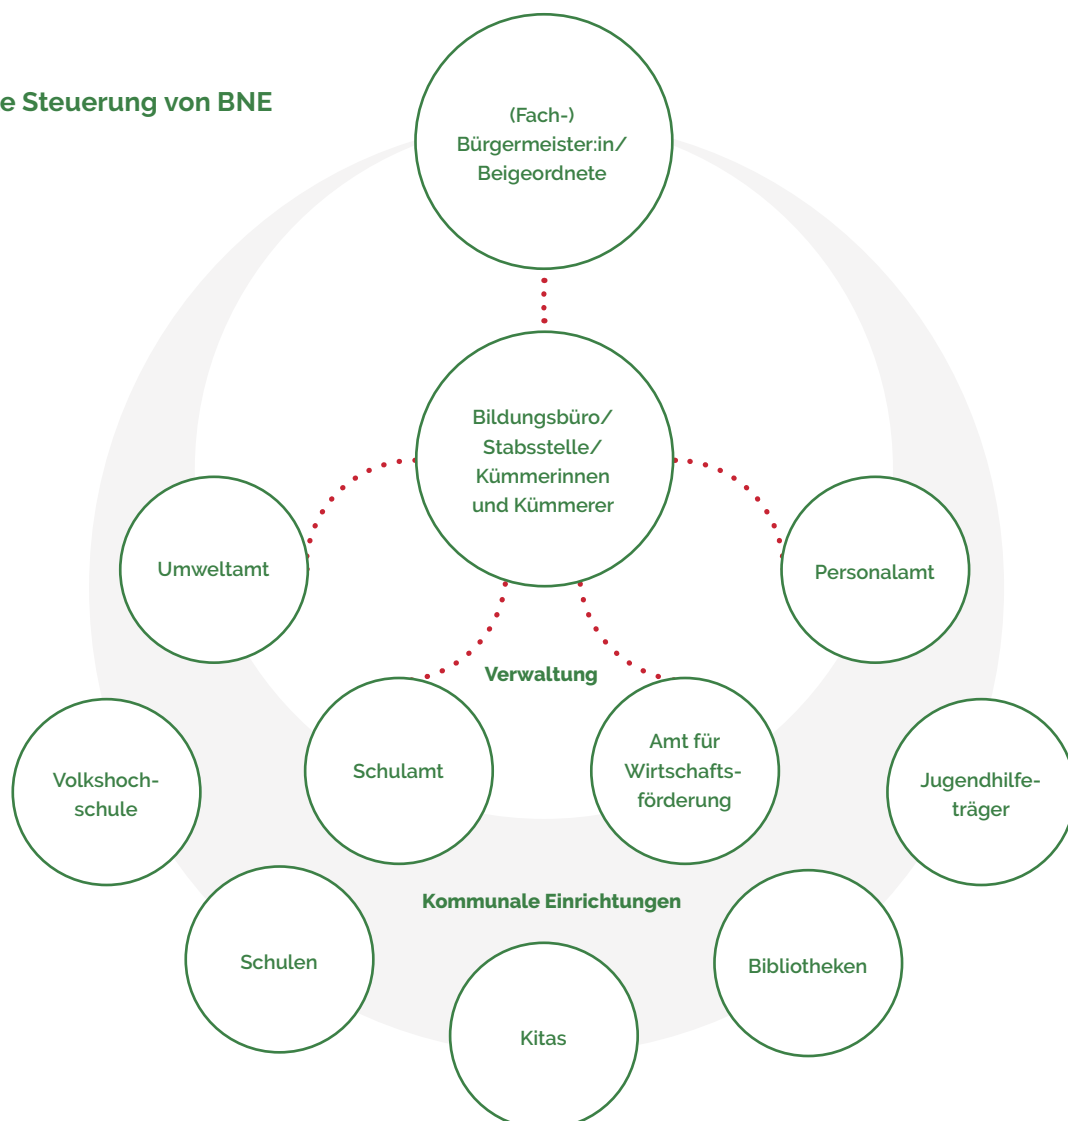 e Steuerung von BNE
(Fach-)
Bürgermeister:in/
Beigeordnete
Bildungsbüro/
Stabsstelle/
Kümmerinnen
und Kümmerer
Umweltamt
Personalamt
Verwaltung
Schulamt
Amt für
Wirtschafts-
förderung
Volkshoch-
schule
Jugendhilfe-
träger
Kommunale Einrichtungen
Schulen
Bibliotheken
Kitas